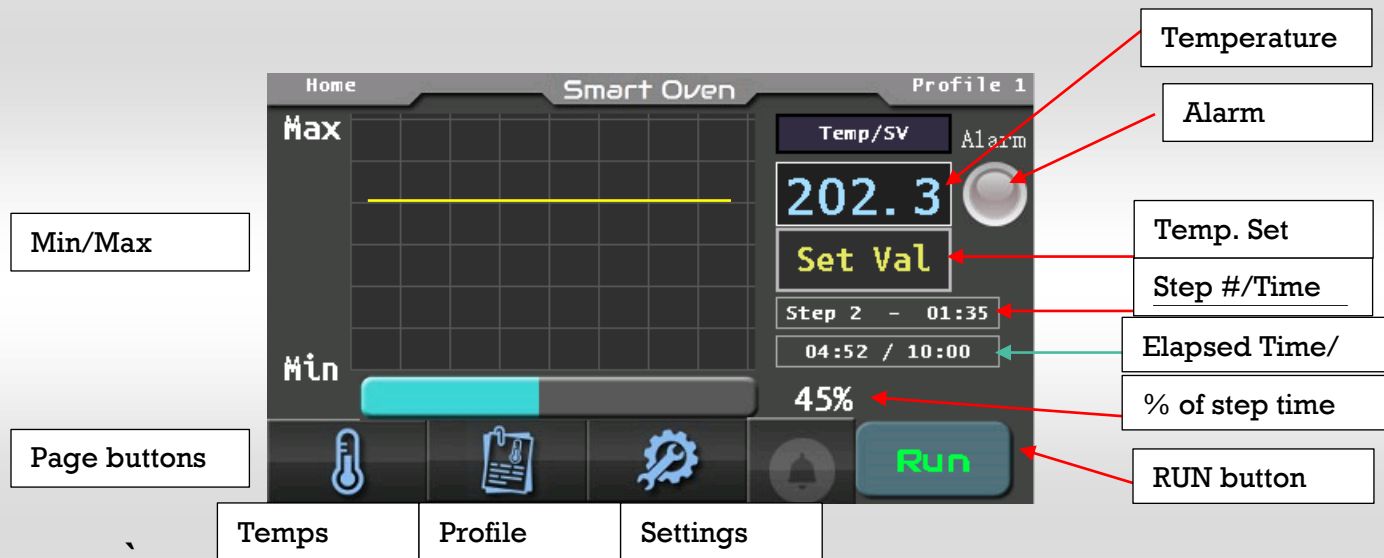 Temperature
Home Smart Oven Profile 1
Max
Temp/SV Alarm
Alarm
202.3
Min/Max
Temp. Set
Set Val
Step #/Time
Step 2 - 01:35
04:52 / 10:00
Elapsed Time/
Min
45%
% of step time
Page buttons
Run
RUN button
Temps Profile Settings
`